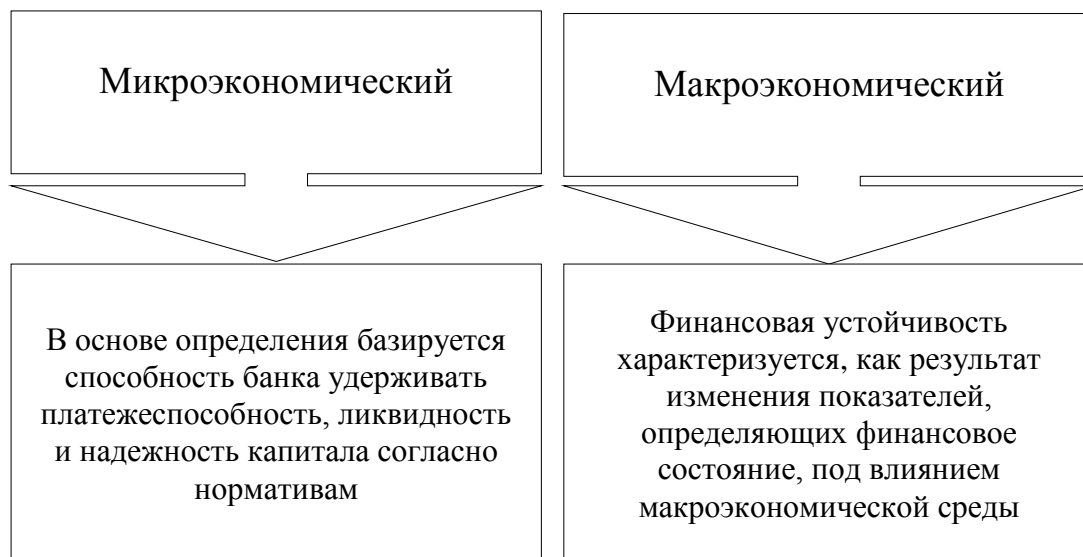 Микроэкономический
Макроэкономический
В основе определения базируется
способность банка удерживать
платежеспособность, ликвидность
и надежность капитала согласно
нормативам
Финансовая устойчивость
характеризуется, как результат
изменения показателей,
определяющих финансовое
состояние, под влиянием
макроэкономической среды